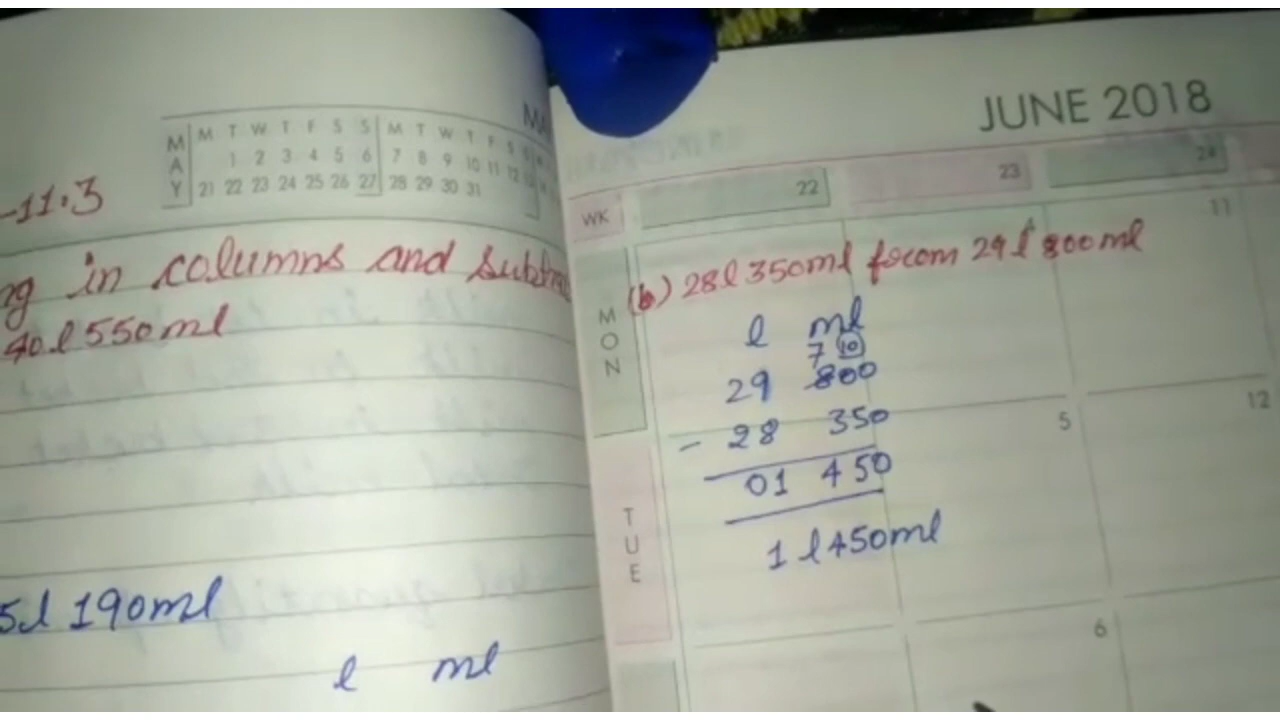 MA
M T W T F S S M T W T F S
M A Y
1 2 3 4 5 6 7 8 9 10 11 12
21 22 23 24 25 26 27 28 29 30 31
-11.3
ng in columns and Subt
40 l 550 ml
5 l 190 ml
l ml
JUNE 2018
WK 22 23 24
MON
11
(b) 28 l 350 ml from 29 l 800 ml
l ml
7 10
29 800
- 28 350
01 450
1 l 450 ml
5
12
TUE
6